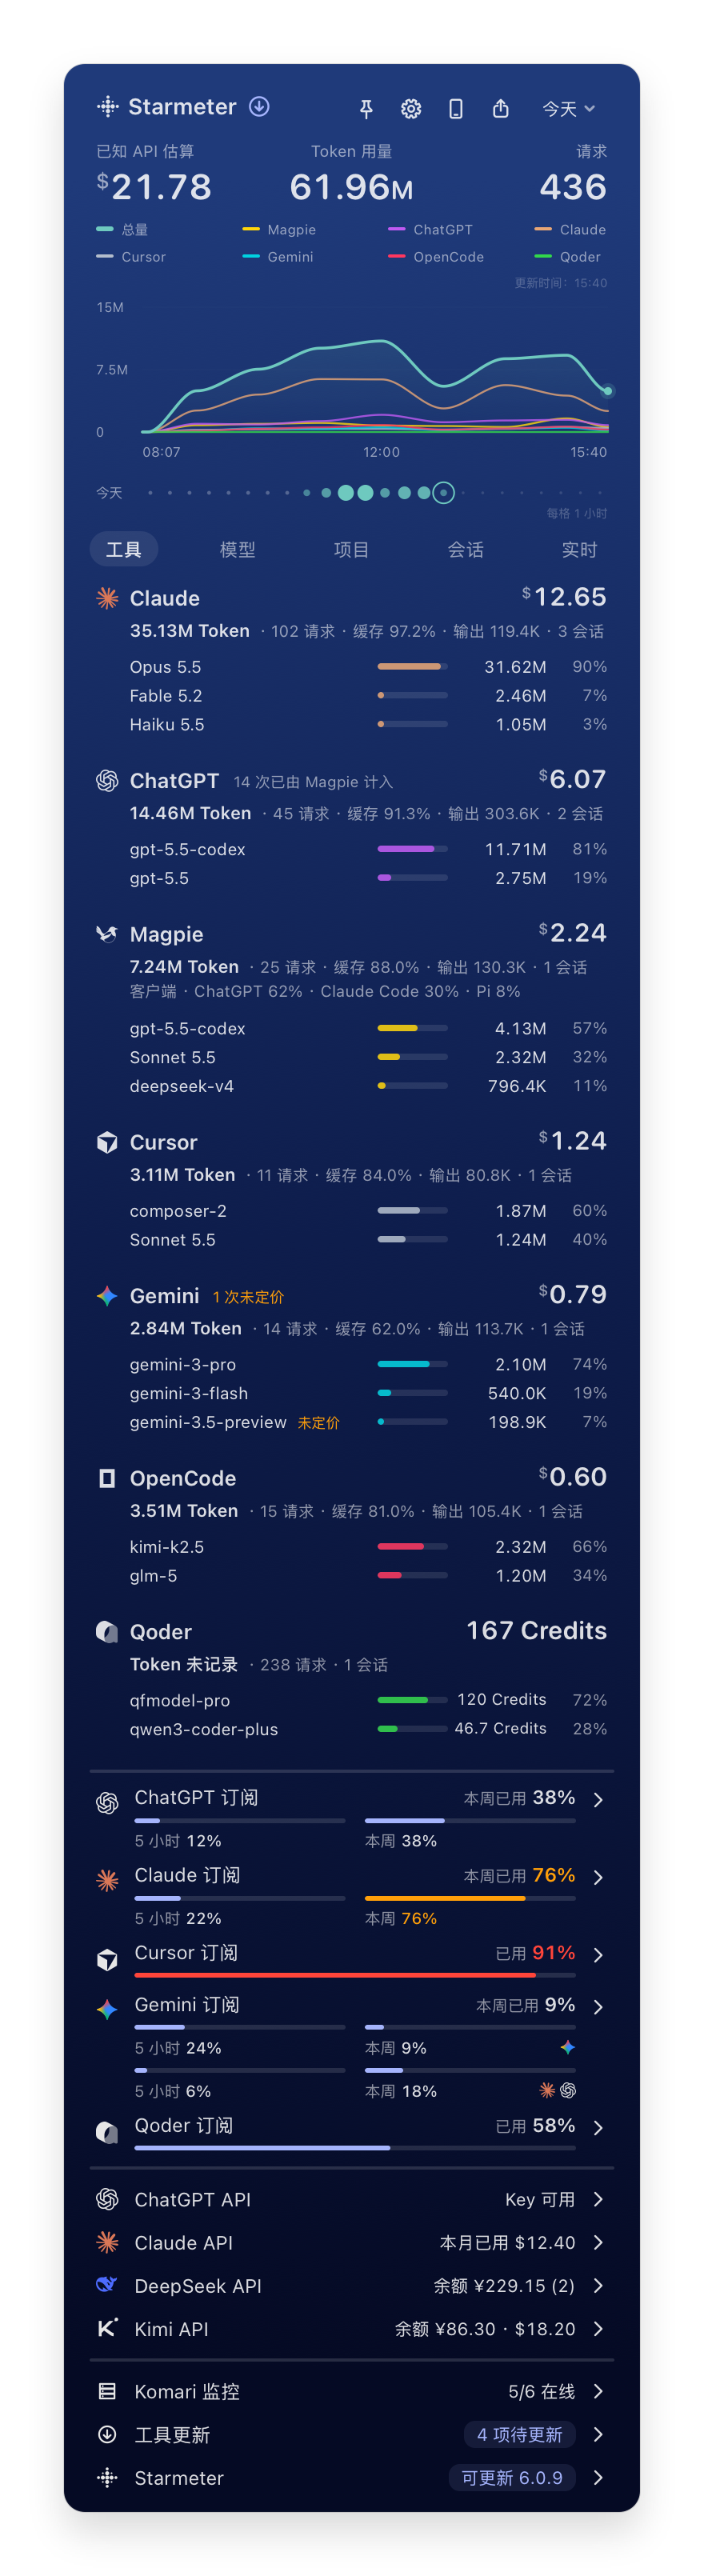 Starmeter 今天
已知 API 估算 Token 用量 请求
$21.78 61.96M 436
总量 Magpie ChatGPT Claude
Cursor Gemini OpenCode Qoder
更新时间：15:40
15M
7.5M
0
08:07 12:00 15:40
今天
每格 1 小时
工具 模型 项目 会话 实时
Claude $12.65
35.13M Token · 102 请求 · 缓存 97.2% · 输出 119.4K · 3 会话
Opus 5.5 31.62M 90%
Fable 5.2 2.46M 7%
Haiku 5.5 1.05M 3%
ChatGPT 14 次已由 Magpie 计入 $6.07
14.46M Token · 45 请求 · 缓存 91.3% · 输出 303.6K · 2 会话
gpt-5.5-codex 11.71M 81%
gpt-5.5 2.75M 19%
Magpie $2.24
7.24M Token · 25 请求 · 缓存 88.0% · 输出 130.3K · 1 会话
客户端 · ChatGPT 62% · Claude Code 30% · Pi 8%
gpt-5.5-codex 4.13M 57%
Sonnet 5.5 2.32M 32%
deepseek-v4 796.4K 11%
Cursor $1.24
3.11M Token · 11 请求 · 缓存 84.0% · 输出 80.8K · 1 会话
composer-2 1.87M 60%
Sonnet 5.5 1.24M 40%
Gemini 1 次未定价 $0.79
2.84M Token · 14 请求 · 缓存 62.0% · 输出 113.7K · 1 会话
gemini-3-pro 2.10M 74%
gemini-3-flash 540.0K 19%
gemini-3.5-preview 未定价 198.9K 7%
OpenCode $0.60
3.51M Token · 15 请求 · 缓存 81.0% · 输出 105.4K · 1 会话
kimi-k2.5 2.32M 66%
glm-5 1.20M 34%
Qoder 167 Credits
Token 未记录 · 238 请求 · 1 会话
qfmodel-pro 120 Credits 72%
qwen3-coder-plus 46.7 Credits 28%
ChatGPT 订阅 本周已用 38%
5 小时 12% 本周 38%
Claude 订阅 本周已用 76%
5 小时 22% 本周 76%
Cursor 订阅 已用 91%
Gemini 订阅 本周已用 9%
5 小时 24% 本周 9%
5 小时 6% 本周 18%
Qoder 订阅 已用 58%
ChatGPT API Key 可用
Claude API 本月已用 $12.40
DeepSeek API 余额 ¥229.15 (2)
Kimi API 余额 ¥86.30 · $18.20
Komari 监控 5/6 在线
工具更新 4 项待更新
Starmeter 可更新 6.0.9